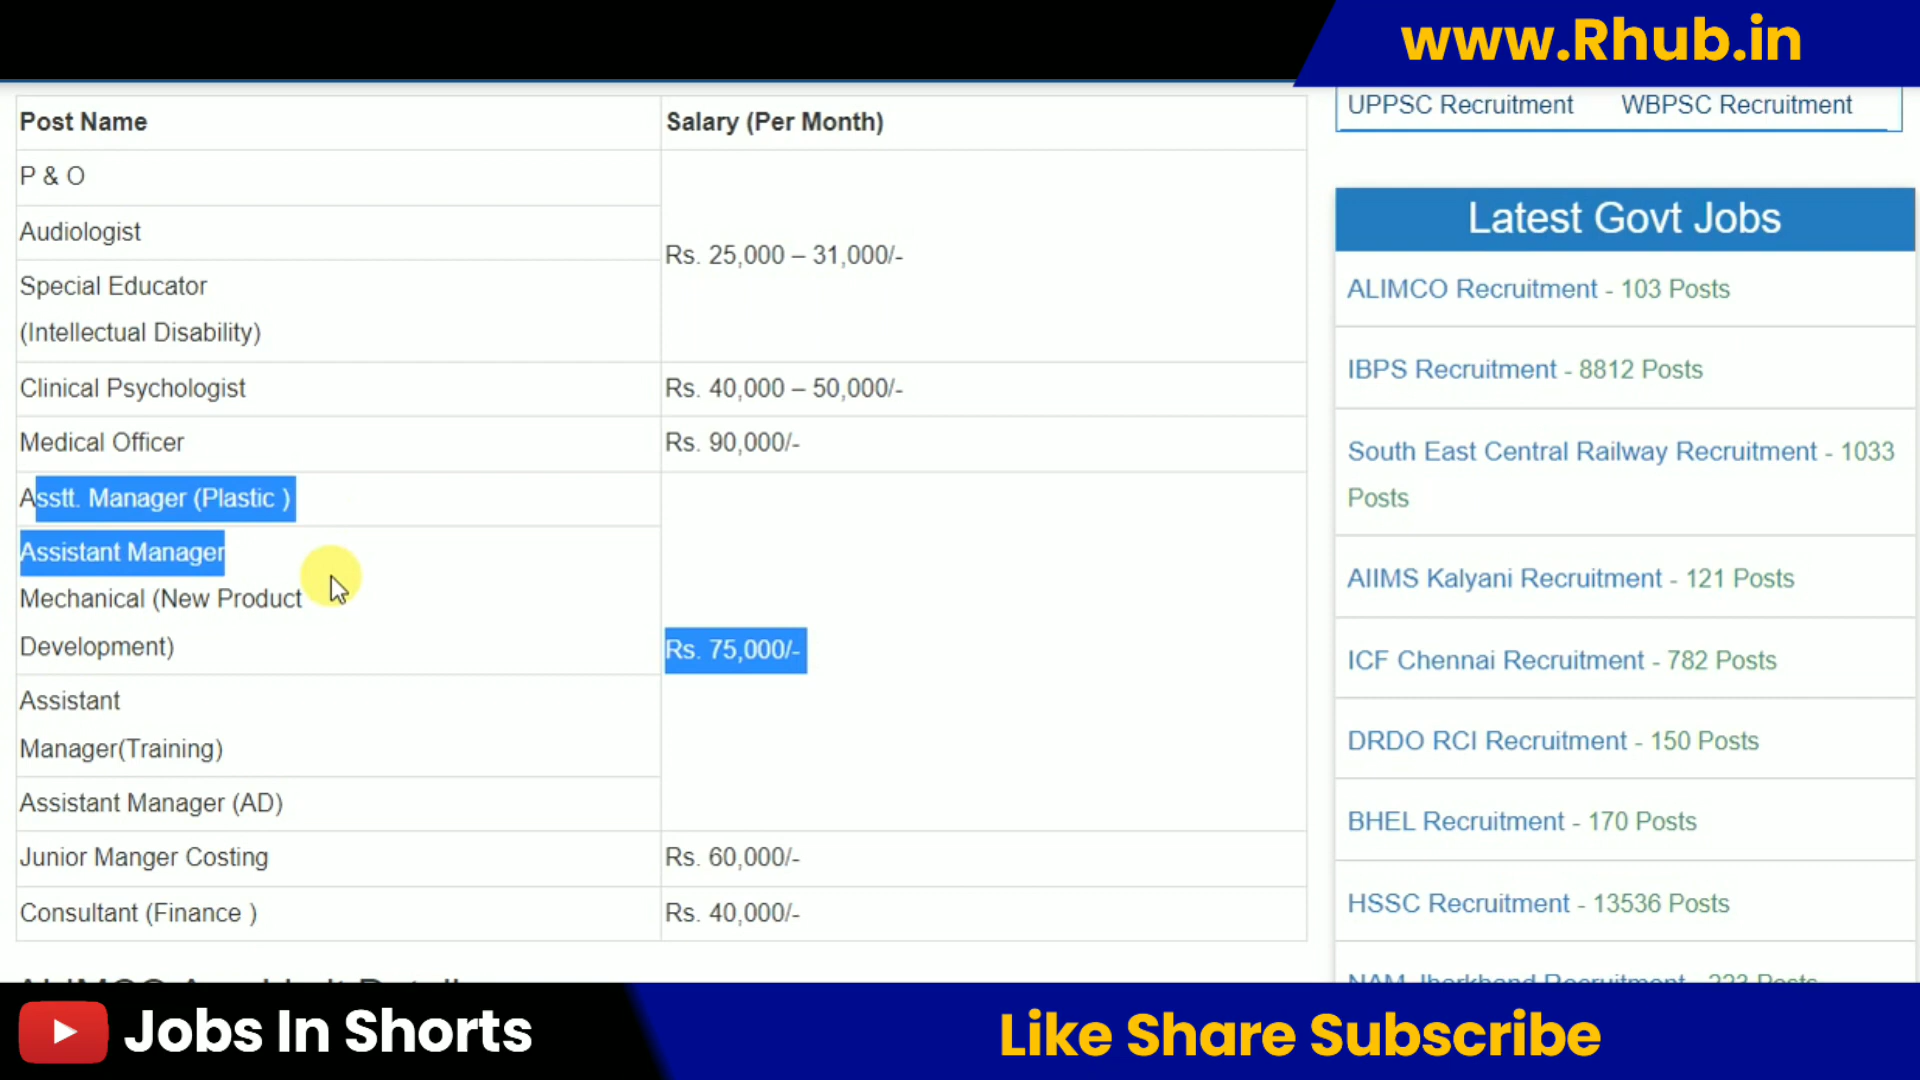 www.Rhub.in
UPPSC Recruitment WBPSC Recruitment
Post Name Salary (Per Month)
P & O
Audiologist
Rs. 25,000 – 31,000/-
Special Educator
(Intellectual Disability)
Clinical Psychologist Rs. 40,000 – 50,000/-
Medical Officer Rs. 90,000/-
Asstt. Manager (Plastic )
Assistant Manager
Mechanical (New Product
Development)
Rs. 75,000/-
Assistant
Manager(Training)
Assistant Manager (AD)
Junior Manger Costing Rs. 60,000/-
Consultant (Finance ) Rs. 40,000/-
Latest Govt Jobs
ALIMCO Recruitment - 103 Posts
IBPS Recruitment - 8812 Posts
South East Central Railway Recruitment - 1033
Posts
AIIMS Kalyani Recruitment - 121 Posts
ICF Chennai Recruitment - 782 Posts
DRDO RCI Recruitment - 150 Posts
BHEL Recruitment - 170 Posts
HSSC Recruitment - 13536 Posts
Jobs In Shorts
Like Share Subscribe